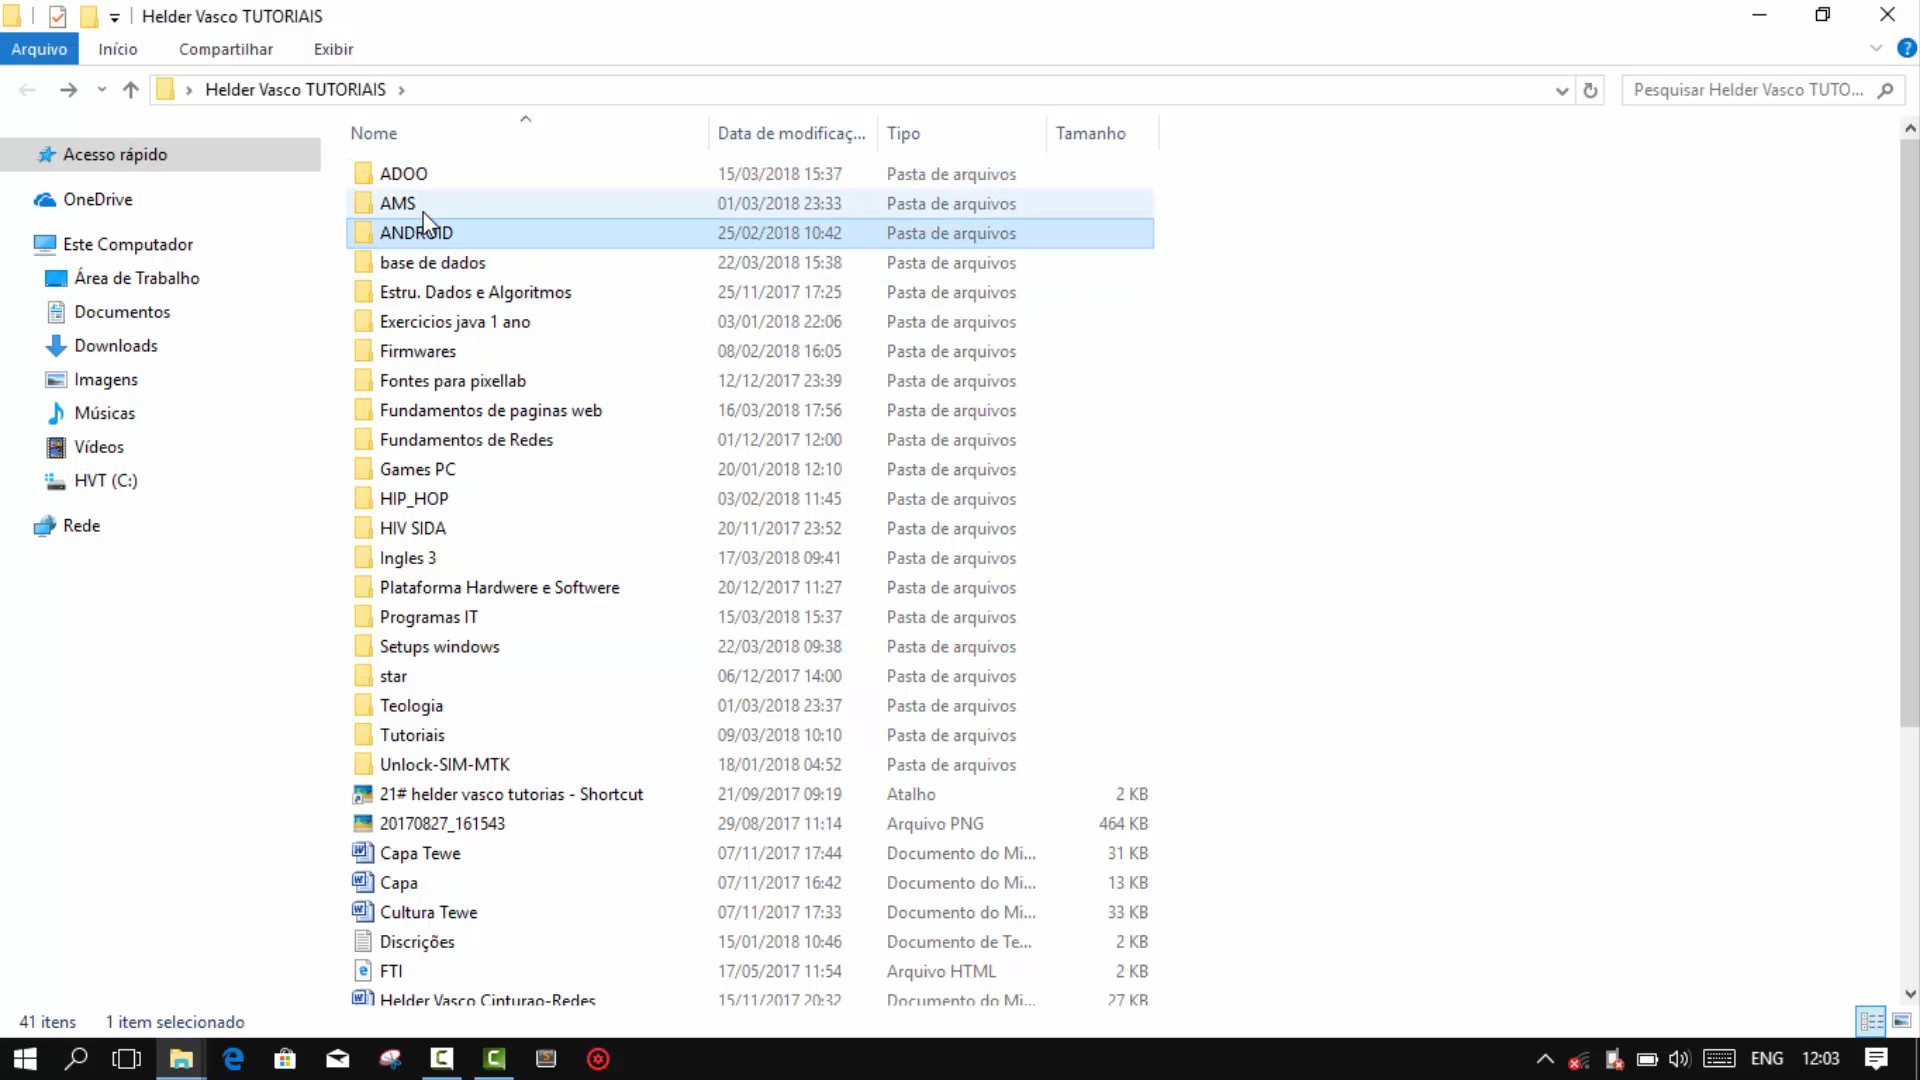 Helder Vasco TUTORIAIS
Arquivo Início Compartilhar Exibir
Helder Vasco TUTORIAIS
Pesquisar Helder Vasco TUTO...
Nome Data de modificaç... Tipo Tamanho
Acesso rápido
OneDrive
Este Computador
Área de Trabalho
Documentos
Downloads
Imagens
Músicas
Vídeos
HVT (C:)
Rede
ADOO 15/03/2018 15:37 Pasta de arquivos
AMS 01/03/2018 23:33 Pasta de arquivos
ANDROID 25/02/2018 10:42 Pasta de arquivos
base de dados 22/03/2018 15:38 Pasta de arquivos
Estru. Dados e Algoritmos 25/11/2017 17:25 Pasta de arquivos
Exercicios java 1 ano 03/01/2018 22:06 Pasta de arquivos
Firmwares 08/02/2018 16:05 Pasta de arquivos
Fontes para pixellab 12/12/2017 23:39 Pasta de arquivos
Fundamentos de paginas web 16/03/2018 17:56 Pasta de arquivos
Fundamentos de Redes 01/12/2017 12:00 Pasta de arquivos
Games PC 20/01/2018 12:10 Pasta de arquivos
HIP_HOP 03/02/2018 11:45 Pasta de arquivos
HIV SIDA 20/11/2017 23:52 Pasta de arquivos
Ingles 3 17/03/2018 09:41 Pasta de arquivos
Plataforma Hardwere e Softwere 20/12/2017 11:27 Pasta de arquivos
Programas IT 15/03/2018 15:37 Pasta de arquivos
Setups windows 22/03/2018 09:38 Pasta de arquivos
star 06/12/2017 14:00 Pasta de arquivos
Teologia 01/03/2018 23:37 Pasta de arquivos
Tutoriais 09/03/2018 10:10 Pasta de arquivos
Unlock-SIM-MTK 18/01/2018 04:52 Pasta de arquivos
21# helder vasco tutorias - Shortcut 21/09/2017 09:19 Atalho 2 KB
20170827_161543 29/08/2017 11:14 Arquivo PNG 464 KB
Capa Tewe 07/11/2017 17:44 Documento do Mi... 31 KB
Capa 07/11/2017 16:42 Documento do Mi... 13 KB
Cultura Tewe 07/11/2017 17:33 Documento do Mi... 33 KB
Discrições 15/01/2018 10:46 Documento de Te... 2 KB
FTI 17/05/2017 11:54 Arquivo HTML 2 KB
Helder Vasco Cinturao-Redes 15/11/2017 20:32 Documento do Mi... 27 KB
41 itens 1 item selecionado
ENG 12:03